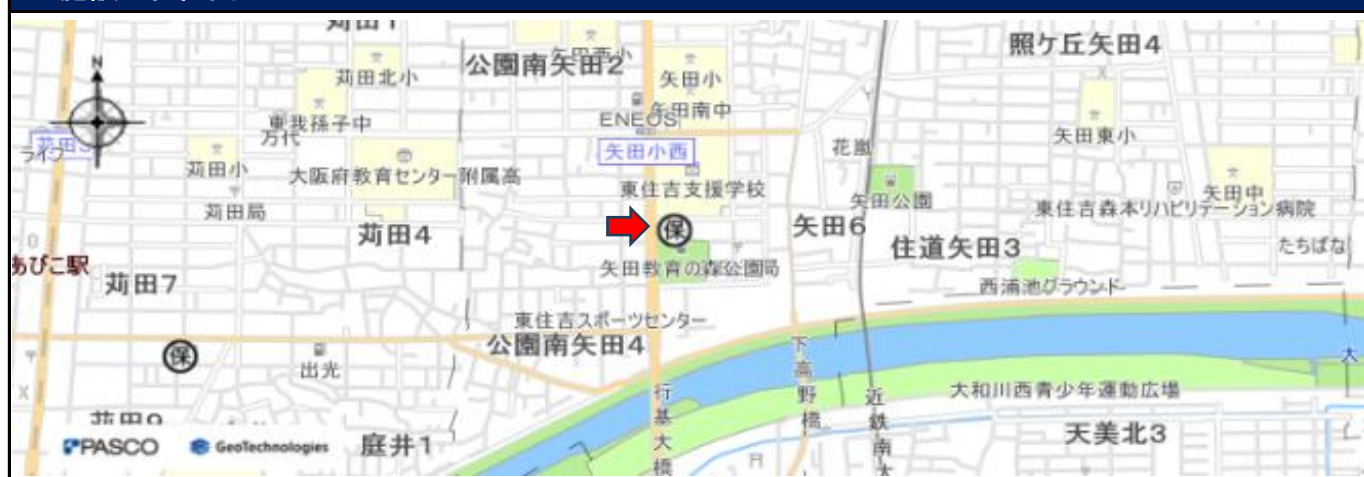 苅田1
公園南矢田2
照ケ丘矢田4
N
苅田北小
矢田西小
矢田小
矢田南中
ENEOS
東我孫子中
万代
矢田小西
花嵐
矢田東小
ライフ
苅田小
大阪府教育センター附属高
東住吉支援学校
矢田公園
矢田中
東住吉森本リハビリテーション病院
苅田局
苅田4
保
矢田6
住道矢田3
たちばな
あびこ駅
苅田7
矢田教育の森公園局
西浦池グラウンド
東住吉スポーツセンター
公園南矢田4
保
出光
下高野橋
行基大橋
近鉄南大
大
大和川西青少年運動広場
苅田9
庭井1
天美北3
PASCO
GeoTechnologies